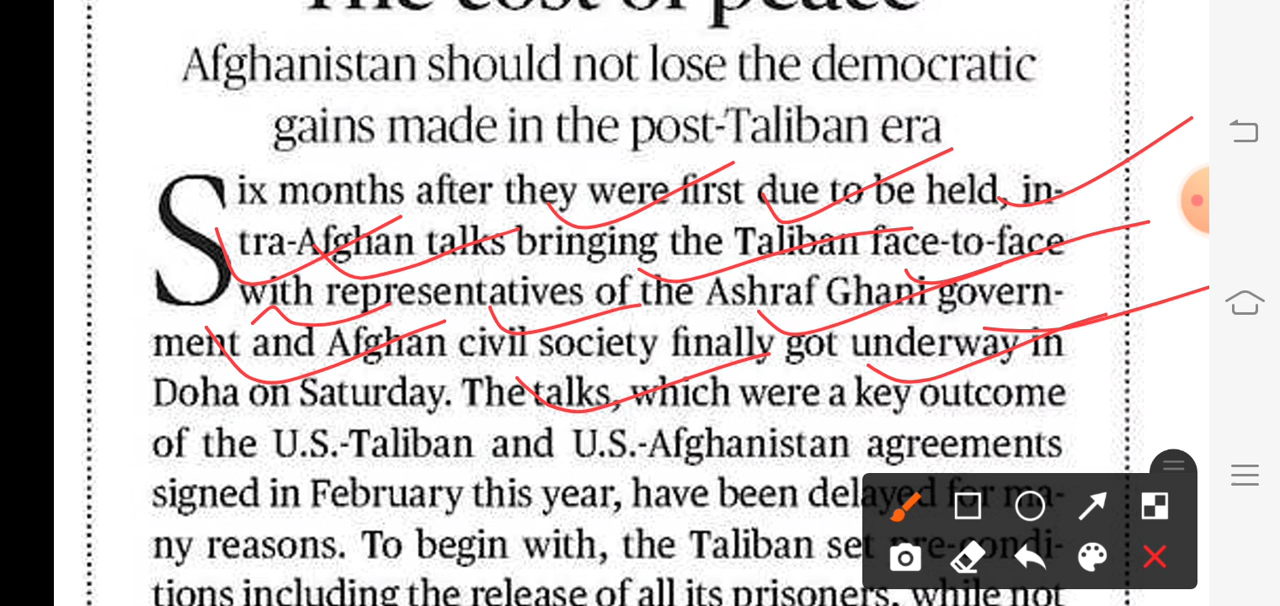 The cost of peace
Afghanistan should not lose the democratic
gains made in the post-Taliban era
Six months after they were first due to be held, in-
tra-Afghan talks bringing the Taliban face-to-face
with representatives of the Ashraf Ghani govern-
ment and Afghan civil society finally got underway in
Doha on Saturday. The talks, which were a key outcome
of the U.S.-Taliban and U.S.-Afghanistan agreements
signed in February this year, have been delayed for ma-
ny reasons. To begin with, the Taliban set pre-condi-
tions including the release of all its prisoners, while not